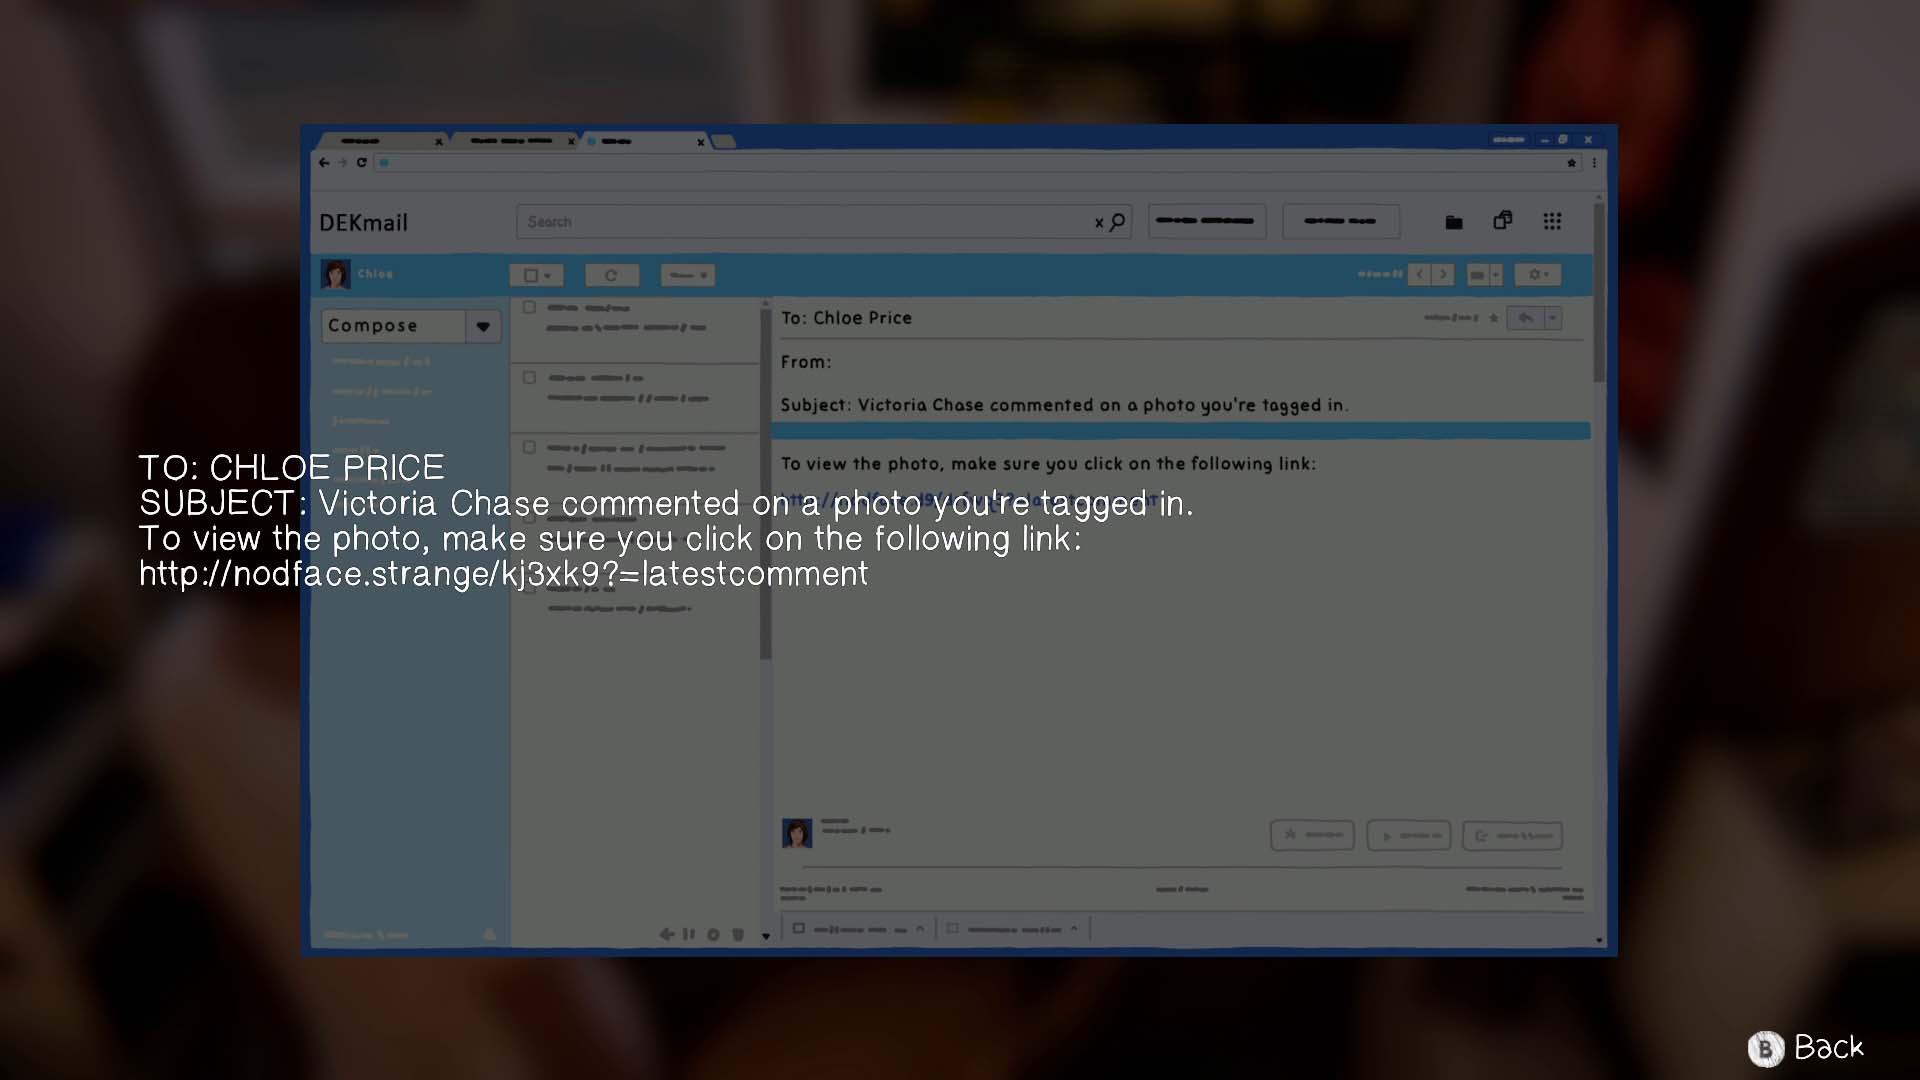 DEKmail
Search
Chloe
Compose
To: Chloe Price
From:
Subject: Victoria Chase commented on a photo you're tagged in.
To view the photo, make sure you click on the following link:
TO: CHLOE PRICE
SUBJECT: Victoria Chase commented on a photo you're tagged in.
To view the photo, make sure you click on the following link:
http://nodface.strange/kj3xk9?=latestcomment
B Back